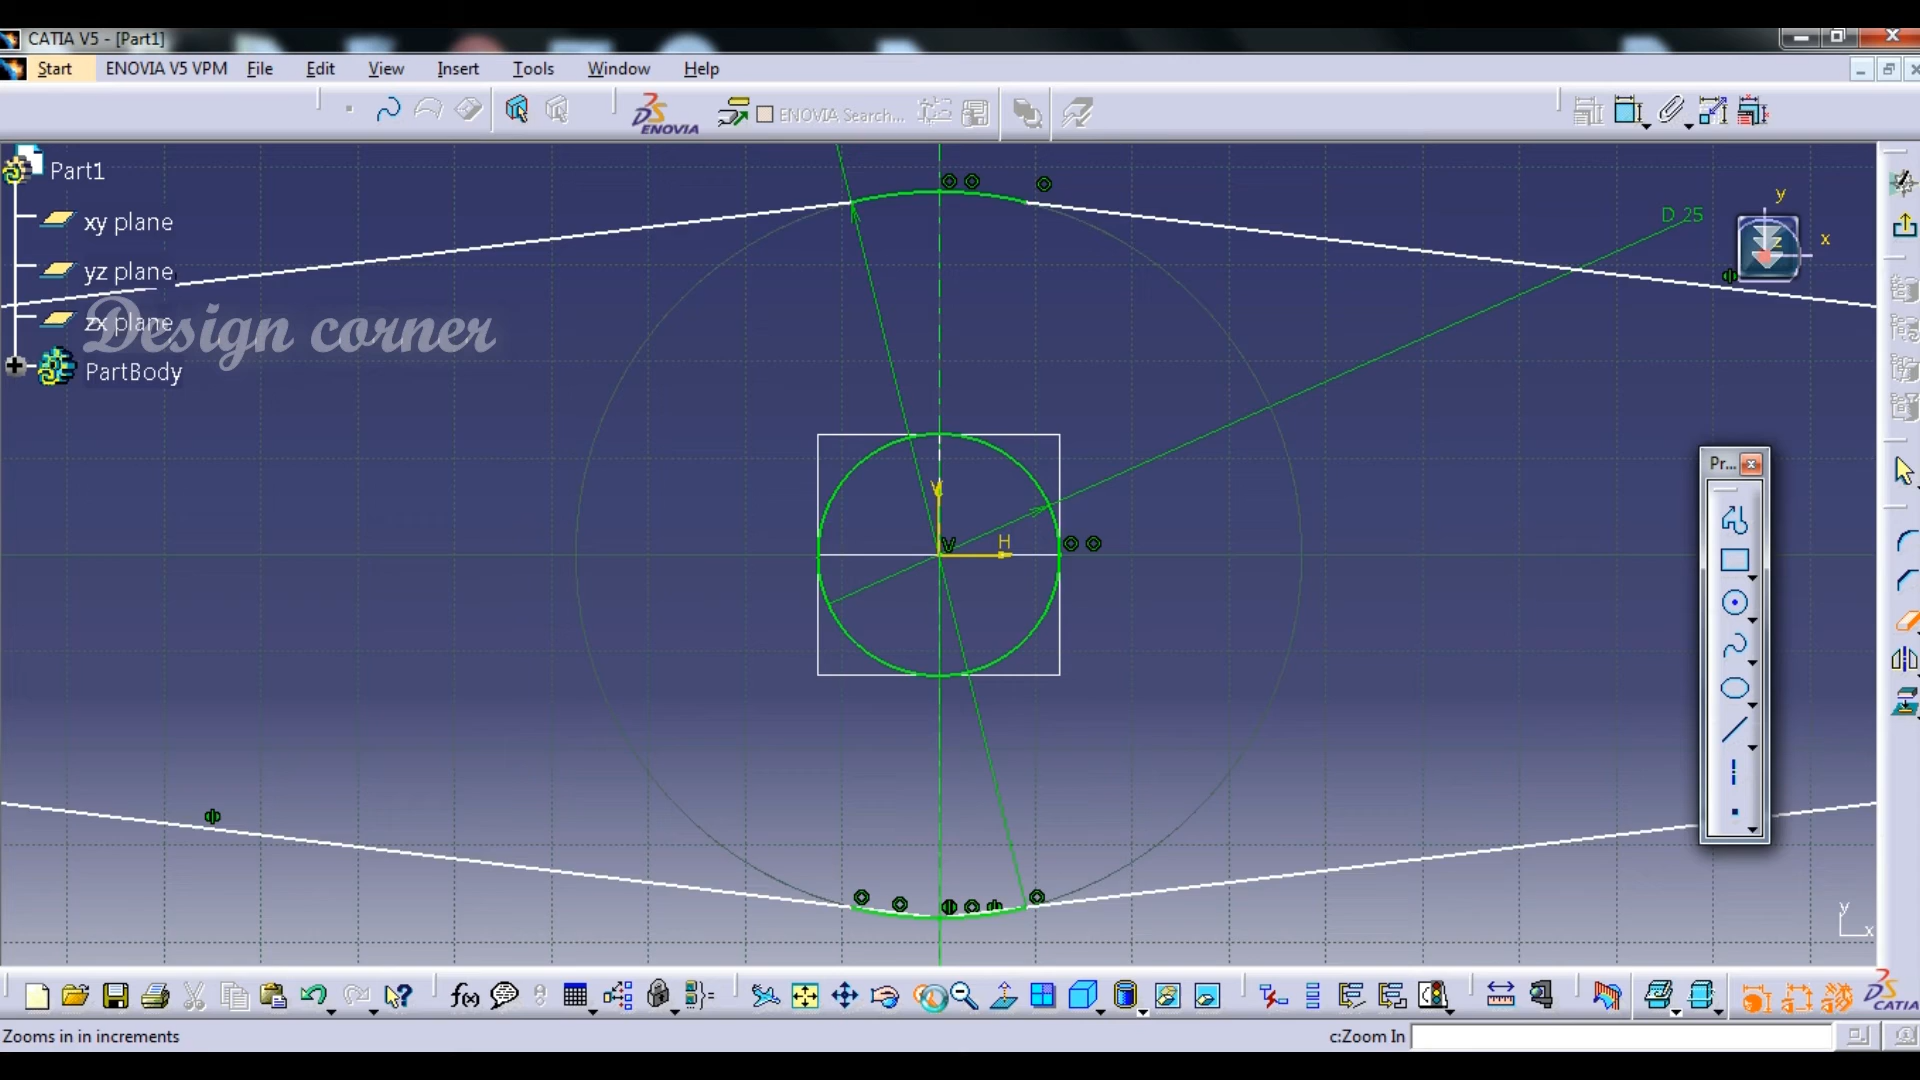 CATIA V5 - [Part1]
Start ENOVIA V5 VPM File Edit View Insert Tools Window Help
ENOVIA
ENOVIA Search...
Part1
xy plane
yz plane
zx plane
PartBody
Design corner
D 25
y
x
z
V
H
V
Pr...
y
x
f(x)
CATIA
Zooms in in increments
c:Zoom In